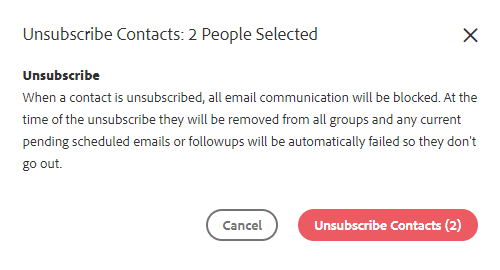 Unsubscribe Contacts: 2 People Selected
Unsubscribe
When a contact is unsubscribed, all email communication will be blocked. At the
time of the unsubscribe they will be removed from all groups and any current
pending scheduled emails or followups will be automatically failed so they don't
go out.
Cancel
Unsubscribe Contacts (2)